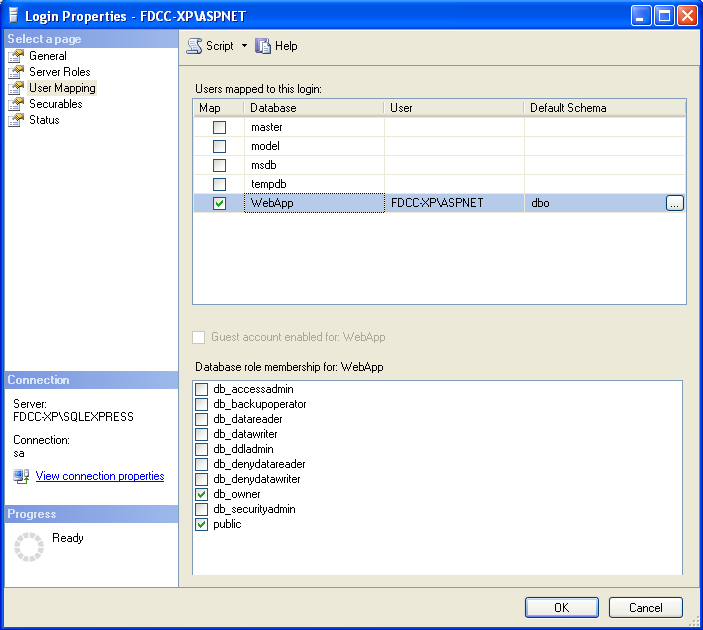 Login Properties - FDCC-XP\ASPNET
Select a page
General
Server Roles
User Mapping
Securables
Status
Script Help
Users mapped to this login:
Map Database User Default Schema
master
model
msdb
tempdb
WebApp FDCC-XP\ASPNET dbo ...
Guest account enabled for: WebApp
Database role membership for: WebApp
db_accessadmin
db_backupoperator
db_datareader
db_datawriter
db_ddladmin
db_denydatareader
db_denydatawriter
db_owner
db_securityadmin
public
Connection
Server:
FDCC-XP\SQLEXPRESS
Connection:
sa
View connection properties
Progress
Ready
OK Cancel